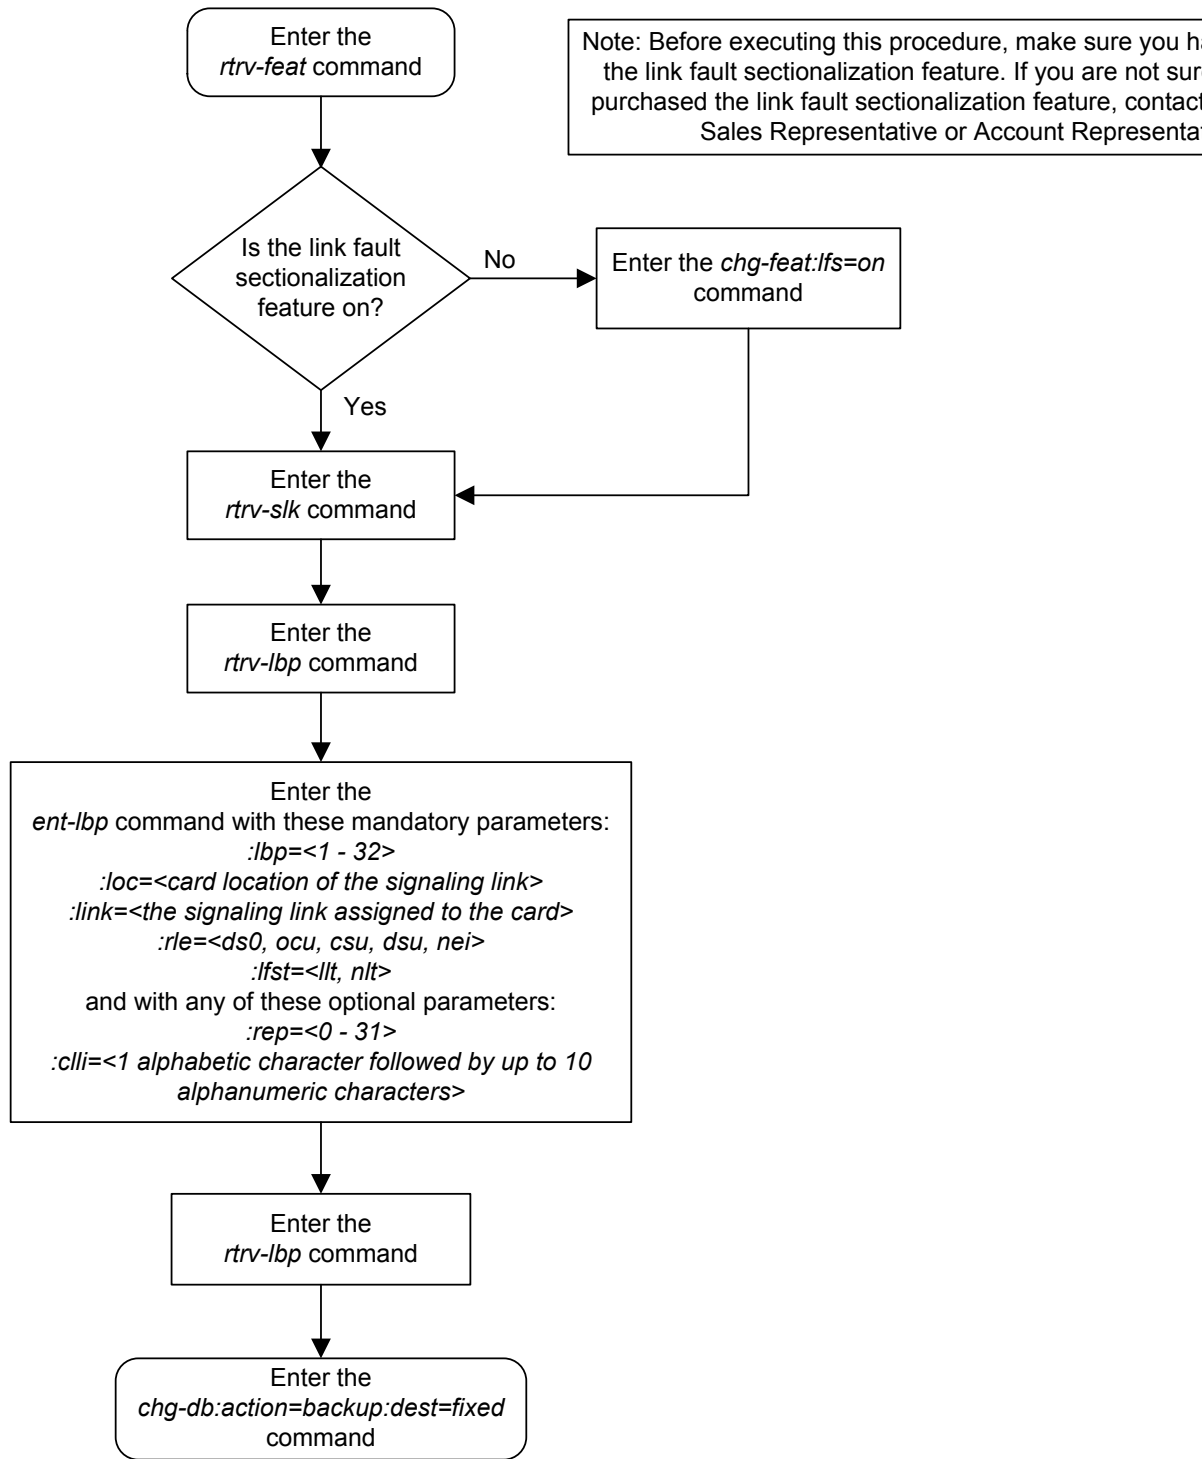 Enter the
rtrv-feat command
Note: Before executing this procedure, make sure you
the link fault sectionalization feature. If you are not
purchased the link fault sectionalization feature, contact
Sales Representative or Account
Is the link fault
sectionalization
feature on?
No
Enter the chg-feat:lfs=on
command
Yes
Enter the
rtrv-slk command
Enter the
rtrv-lbp command
Enter the
ent-lbp command with these mandatory parameters:
:lbp=<1 - 32>
:loc=<card location of the signaling link>
:link=<the signaling link assigned to the card>
:rle=<ds0, ocu, csu, dsu, nei>
:lfst=<llt, nlt>
and with any of these optional parameters:
:rep=<0 - 31>
:clli=<1 alphabetic character followed by up to 10
alphanumeric characters>
Enter the
rtrv-lbp command
Enter the
chg-db:action=backup:dest=fixed
command